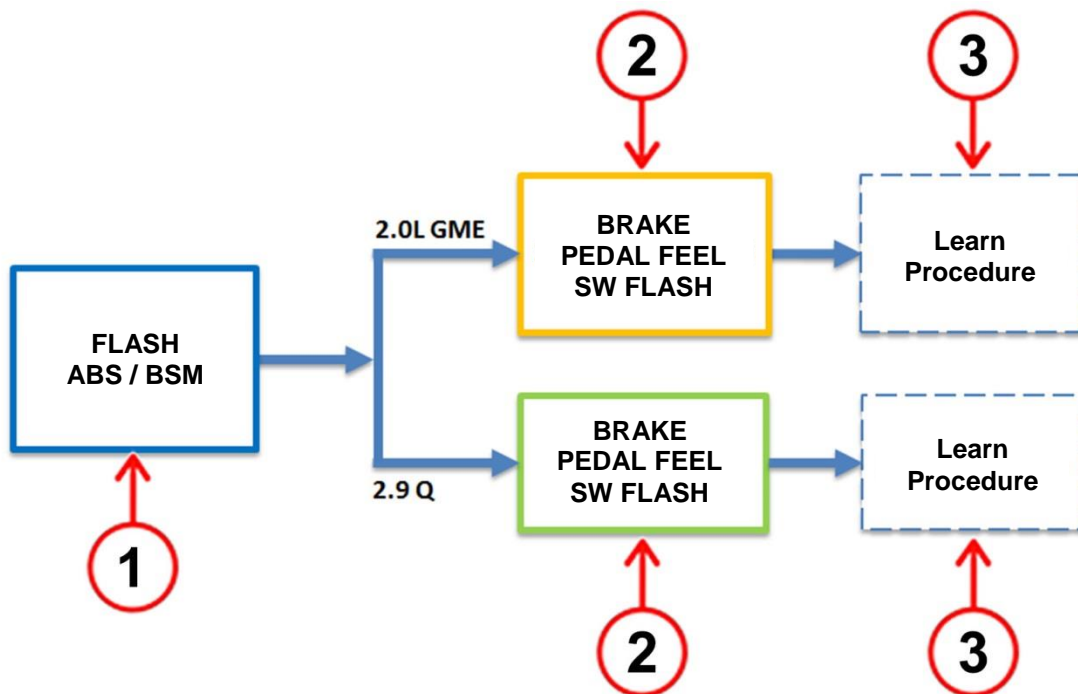 2
3
2.0L GME
BRAKE
PEDAL FEEL
SW FLASH
Learn
Procedure
FLASH
ABS / BSM
BRAKE
PEDAL FEEL
SW FLASH
Learn
Procedure
2.9 Q
1
2
3